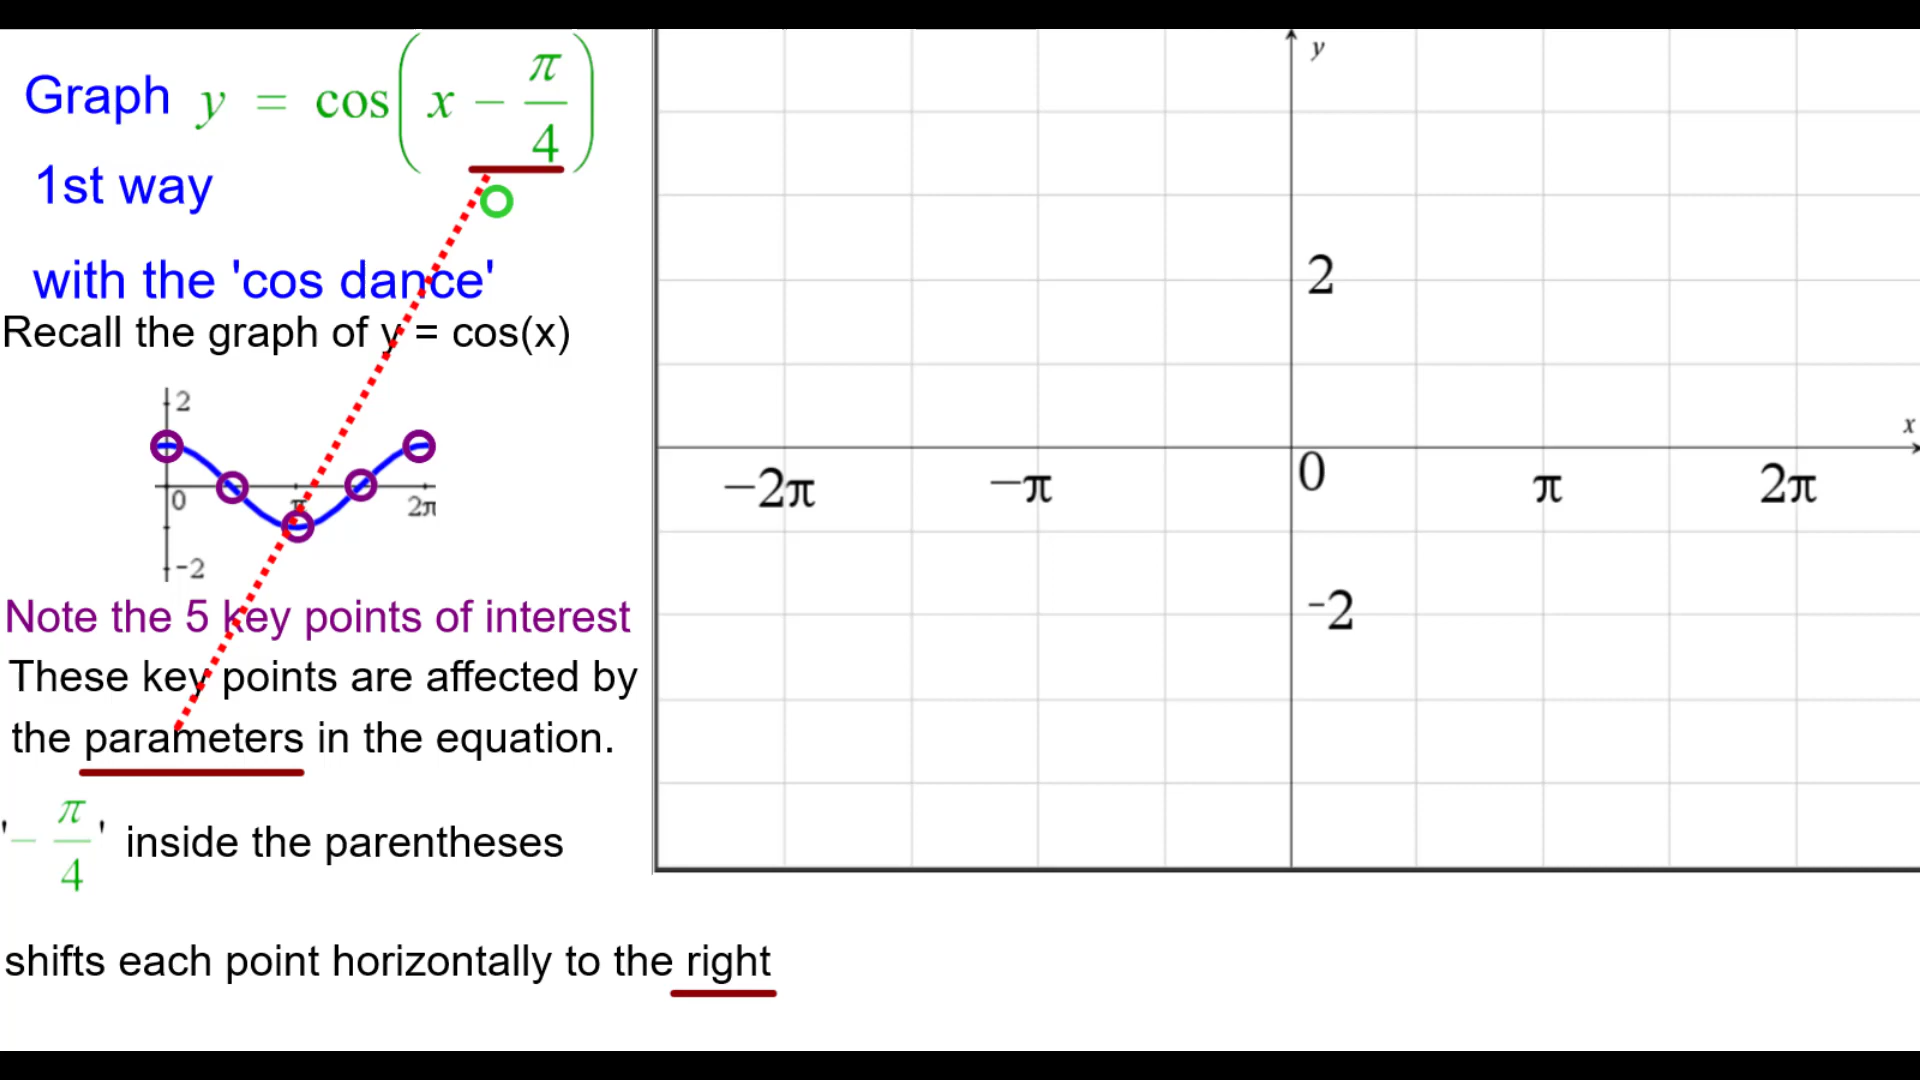 Graph y = cos(x − π/4)
1st way
with the 'cos dance'
Recall the graph of y = cos(x)
2
0
π
2π
-2
Note the 5 key points of interest
These key points are affected by
the parameters in the equation.
'− π/4' inside the parentheses
shifts each point horizontally to the right
y
2
x
−2π
−π
0
π
2π
-2